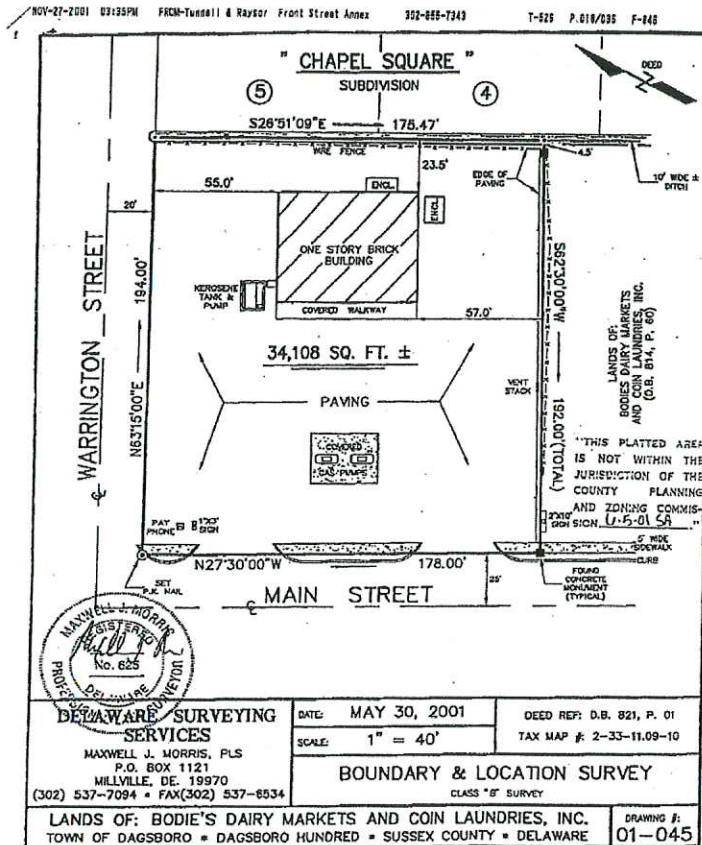 NOV-27-2001 03:35PM FROM-Tunnell & Raysor Front Street Annex 302-855-7343 T-525 P.018/035 F-846
" CHAPEL SQUARE "
SUBDIVISION
5
4
DEED
N
S28°51'09"E
175.47'
WIRE FENCE
4.5'
23.5'
EDGE OF
PAVING
10' WIDE ±
DITCH
55.0'
ENCL.
ENCL.
20'
ONE STORY BRICK
BUILDING
KEROSENE
TANK &
PUMP
COVERED WALKWAY
57.0'
WARRINGTON STREET
194.00'
N63°15'00"E
S62°30'00"W
192.00'(TOTAL)
LANDS OF:
BODIES DAIRY MARKETS
AND COIN LAUNDRIES, INC.
(D.B. 814, P. 60)
34,108 SQ. FT. ±
VENT
STACK
PAVING
COVERED
GAS PUMPS
"THIS PLATTED AREA
IS NOT WITHIN THE
JURISDICTION OF THE
COUNTY PLANNING
AND ZONING COMMIS-
SION. 6-5-01 SA "
PAY
PHONE
1'X3'
SIGN
2'X10'
SIGN
5' WIDE
SIDEWALK
CURB
N27°30'00"W
178.00'
SET
P.K. NAIL
MAIN STREET
25'
FOUND
CONCRETE
MONUMENT
(TYPICAL)
MAXWELL J. MORRIS
REGISTERED
No. 625
DELAWARE
PROFESSIONAL SURVEYOR
DELAWARE SURVEYING
SERVICES
MAXWELL J. MORRIS, PLS
P.O. BOX 1121
MILLVILLE, DE. 19970
(302) 537-7094 • FAX(302) 537-6534
DATE: MAY 30, 2001
SCALE: 1" = 40'
DEED REF: D.B. 821, P. 01
TAX MAP #: 2-33-11.09-10
BOUNDARY & LOCATION SURVEY
CLASS "B" SURVEY
LANDS OF: BODIE'S DAIRY MARKETS AND COIN LAUNDRIES, INC.
TOWN OF DAGSBORO • DAGSBORO HUNDRED • SUSSEX COUNTY • DELAWARE
DRAWING #:
01-045